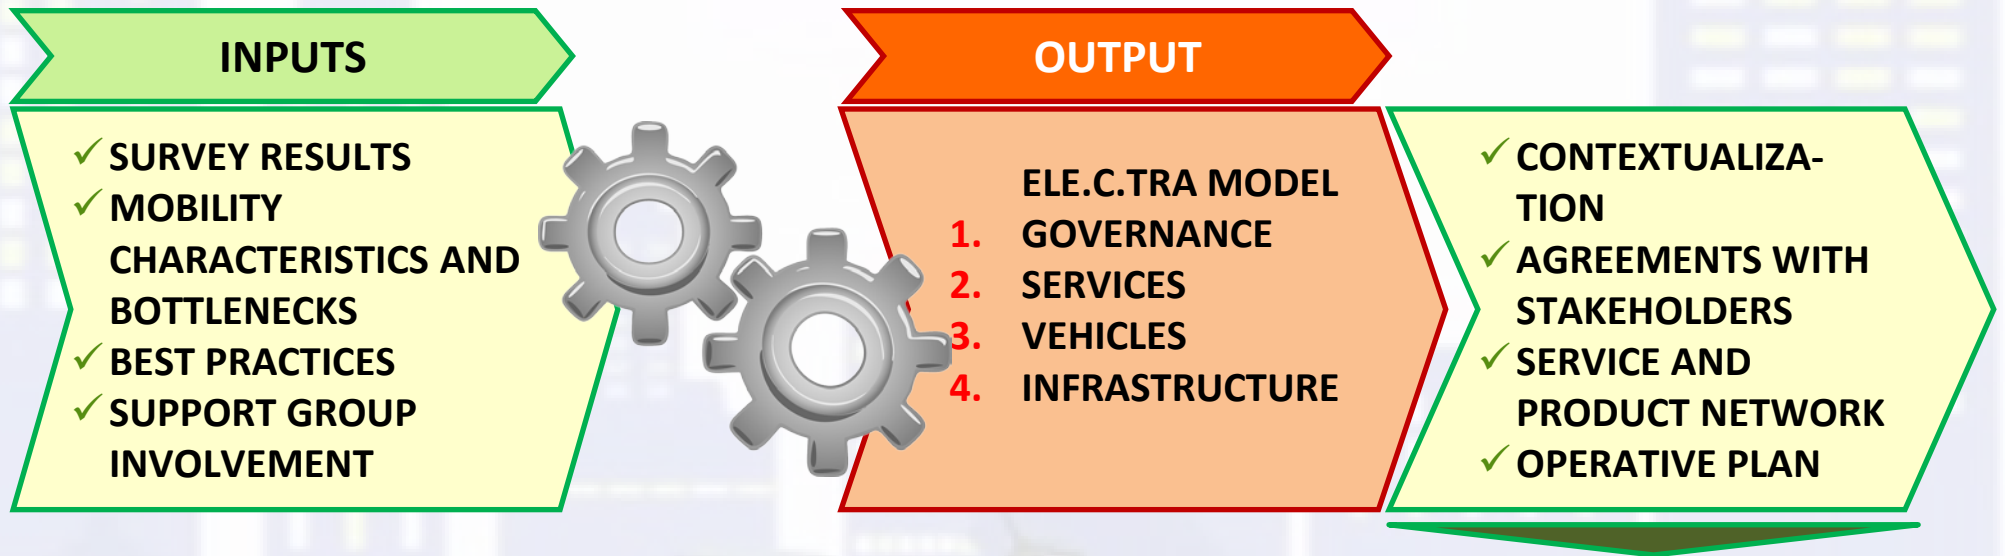 INPUTS
✓ SURVEY RESULTS
✓ MOBILITY
CHARACTERISTICS AND
BOTTLENECKS
✓ BEST PRACTICES
✓ SUPPORT GROUP
INVOLVEMENT
OUTPUT
ELE.C.TRA MODEL
1. GOVERNANCE
2. SERVICES
3. VEHICLES
4. INFRASTRUCTURE
✓ CONTEXTUALIZA-
TION
✓ AGREEMENTS WITH
STAKEHOLDERS
✓ SERVICE AND
PRODUCT NETWORK
✓ OPERATIVE PLAN